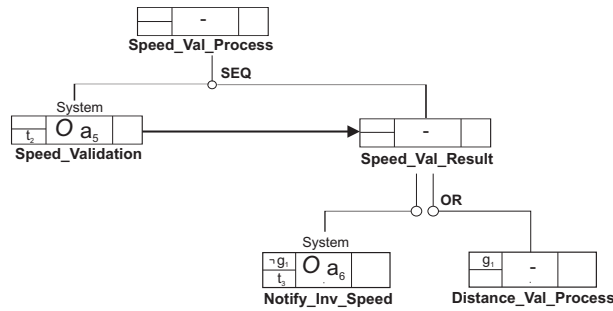 -
Speed_Val_Process
SEQ
System
t₂
O a₅
Speed_Validation
-
Speed_Val_Result
OR
System
¬g₁
t₃
O a₆
Notify_Inv_Speed
g₁
-
Distance_Val_Process